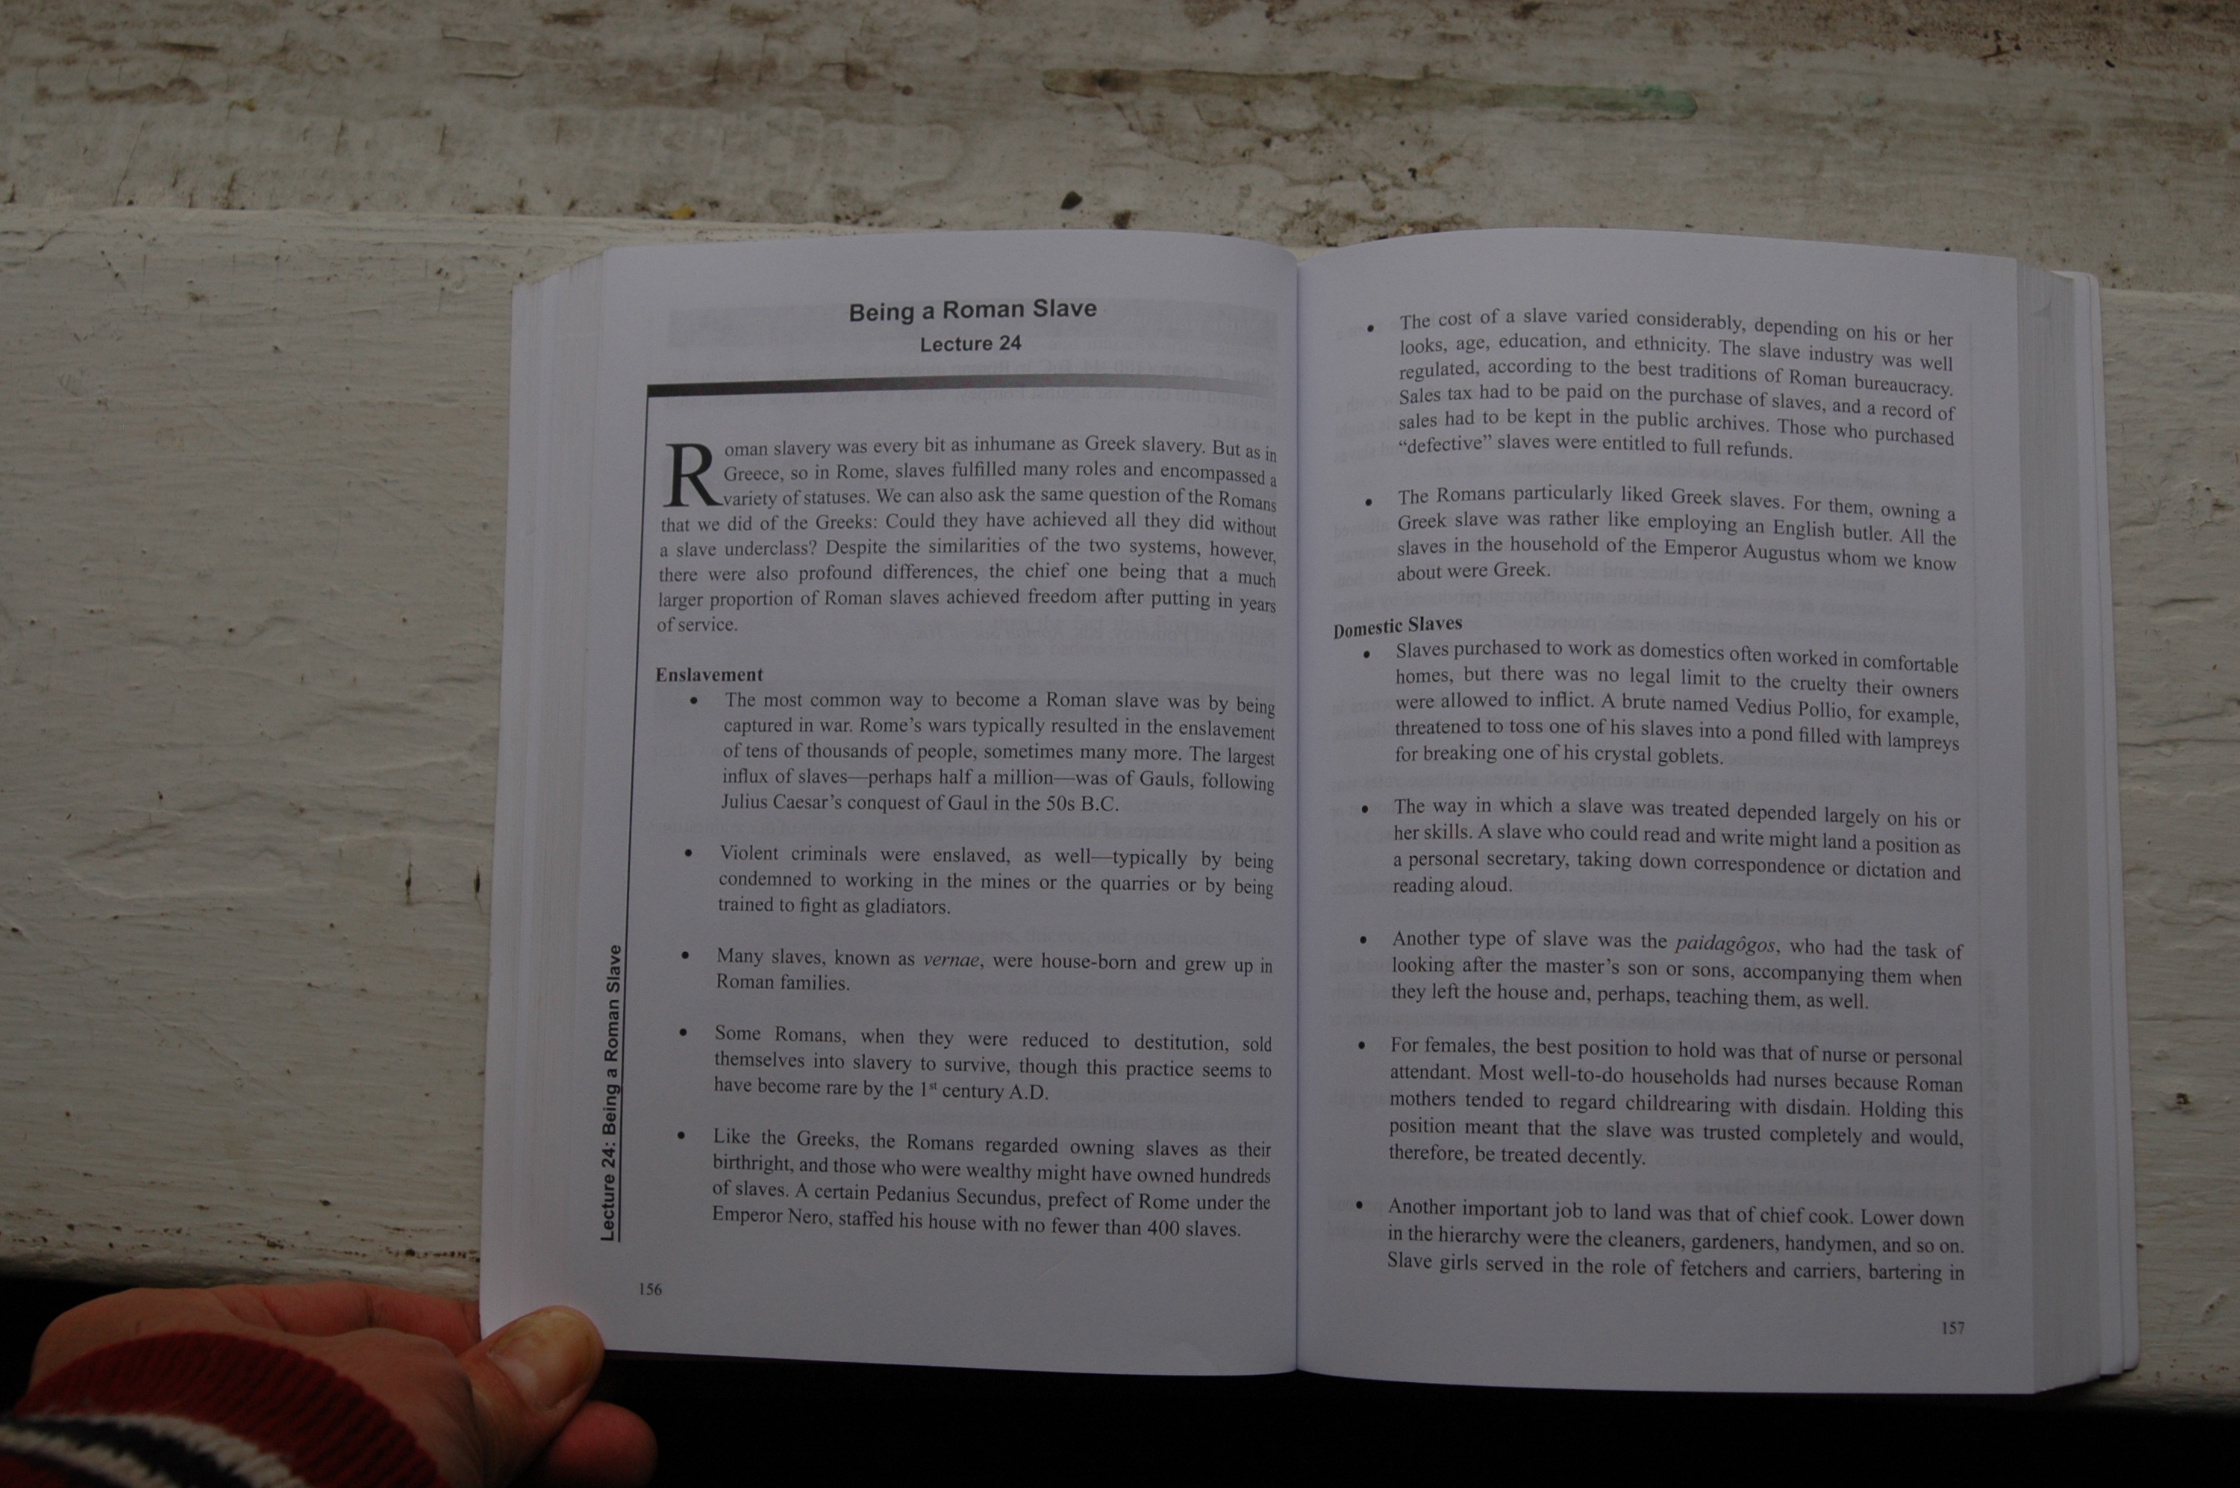 Being a Roman Slave
Lecture 24
Roman slavery was every bit as inhumane as Greek slavery. But as in
Greece, so in Rome, slaves fulfilled many roles and encompassed a
variety of statuses. We can also ask the same question of the Romans
that we did of the Greeks: Could they have achieved all they did without
a slave underclass? Despite the similarities of the two systems, however,
there were also profound differences, the chief one being that a much
larger proportion of Roman slaves achieved freedom after putting in years
of service.
Enslavement
• The most common way to become a Roman slave was by being
captured in war. Rome's wars typically resulted in the enslavement
of tens of thousands of people, sometimes many more. The largest
influx of slaves—perhaps half a million—was of Gauls, following
Julius Caesar's conquest of Gaul in the 50s B.C.
• Violent criminals were enslaved, as well—typically by being
condemned to working in the mines or the quarries or by being
trained to fight as gladiators.
• Many slaves, known as vernae, were house-born and grew up in
Roman families.
• Some Romans, when they were reduced to destitution, sold
themselves into slavery to survive, though this practice seems to
have become rare by the 1st century A.D.
• Like the Greeks, the Romans regarded owning slaves as their
birthright, and those who were wealthy might have owned hundreds
of slaves. A certain Pedanius Secundus, prefect of Rome under the
Emperor Nero, staffed his house with no fewer than 400 slaves.
Lecture 24: Being a Roman Slave
156
• The cost of a slave varied considerably, depending on his or her
looks, age, education, and ethnicity. The slave industry was well
regulated, according to the best traditions of Roman bureaucracy.
Sales tax had to be paid on the purchase of slaves, and a record of
sales had to be kept in the public archives. Those who purchased
“defective” slaves were entitled to full refunds.
• The Romans particularly liked Greek slaves. For them, owning a
Greek slave was rather like employing an English butler. All the
slaves in the household of the Emperor Augustus whom we know
about were Greek.
Domestic Slaves
• Slaves purchased to work as domestics often worked in comfortable
homes, but there was no legal limit to the cruelty their owners
were allowed to inflict. A brute named Vedius Pollio, for example,
threatened to toss one of his slaves into a pond filled with lampreys
for breaking one of his crystal goblets.
• The way in which a slave was treated depended largely on his or
her skills. A slave who could read and write might land a position as
a personal secretary, taking down correspondence or dictation and
reading aloud.
• Another type of slave was the paidagôgos, who had the task of
looking after the master's son or sons, accompanying them when
they left the house and, perhaps, teaching them, as well.
• For females, the best position to hold was that of nurse or personal
attendant. Most well-to-do households had nurses because Roman
mothers tended to regard childrearing with disdain. Holding this
position meant that the slave was trusted completely and would,
therefore, be treated decently.
• Another important job to land was that of chief cook. Lower down
in the hierarchy were the cleaners, gardeners, handymen, and so on.
Slave girls served in the role of fetchers and carriers, bartering in
157